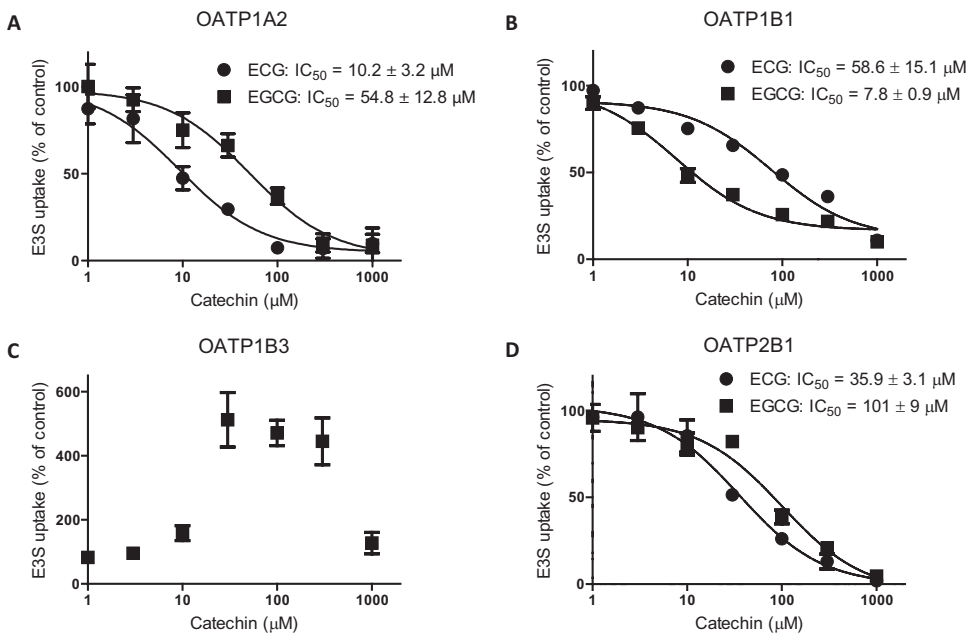 A
OATP1A2
ECG: IC50 = 10.2 ± 3.2 μM
EGCG: IC50 = 54.8 ± 12.8 μM
E3S uptake (% of control)
100
50
0
1 10 100 1000
Catechin (μM)
B
OATP1B1
ECG: IC50 = 58.6 ± 15.1 μM
EGCG: IC50 = 7.8 ± 0.9 μM
E3S uptake (% of control)
100
50
0
1 10 100 1000
Catechin (μM)
C
OATP1B3
E3S uptake (% of control)
600
400
200
0
1 10 100 1000
Catechin (μM)
D
OATP2B1
ECG: IC50 = 35.9 ± 3.1 μM
EGCG: IC50 = 101 ± 9 μM
E3S uptake (% of control)
100
50
0
1 10 100 1000
Catechin (μM)